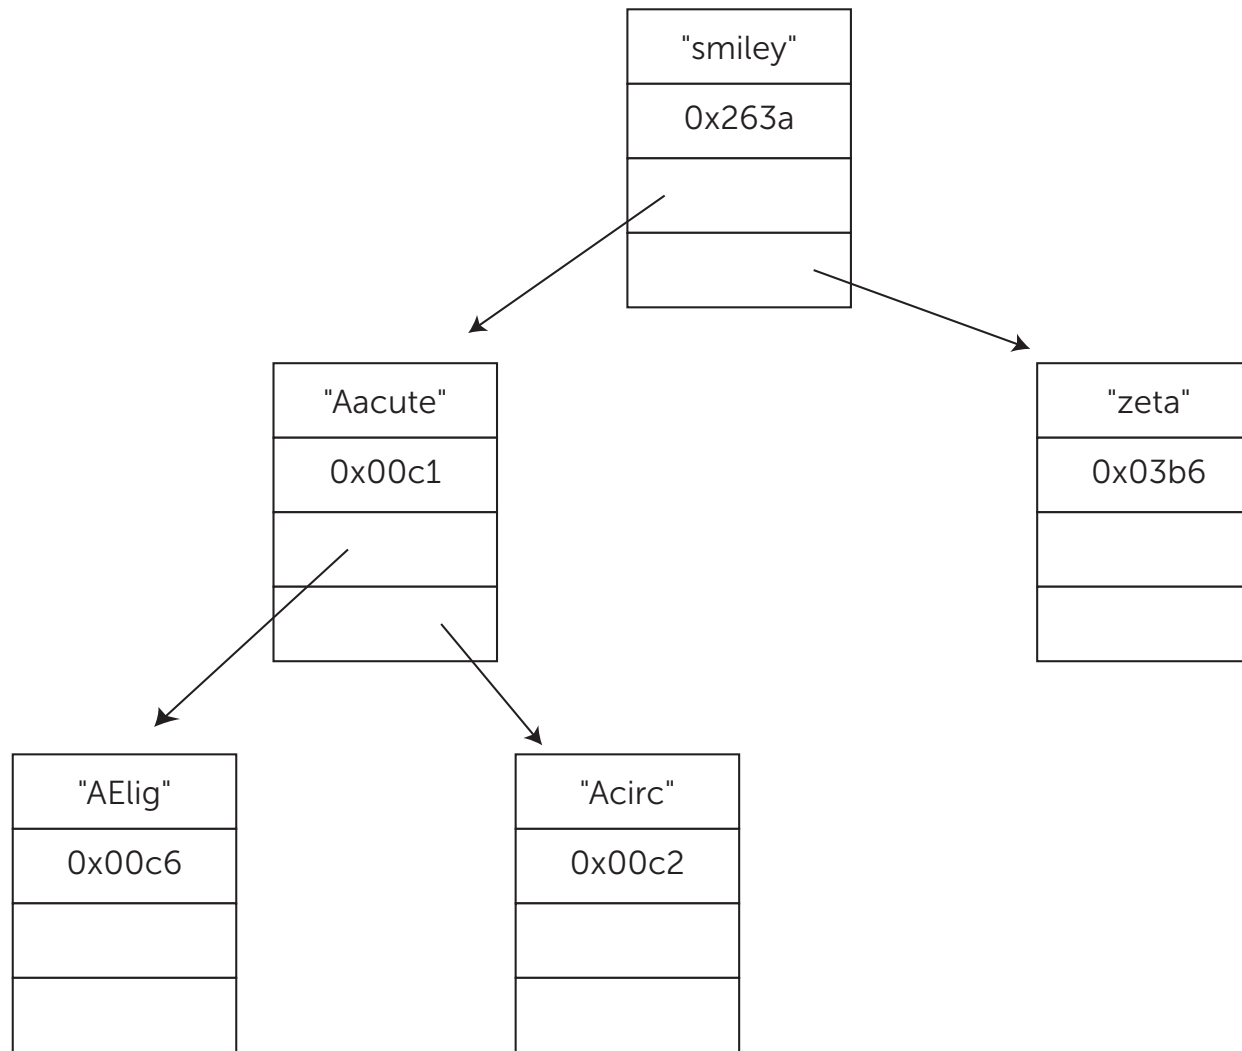 "smiley"
0x263a
"Aacute"
0x00c1
"zeta"
0x03b6
"AElig"
0x00c6
"Acirc"
0x00c2